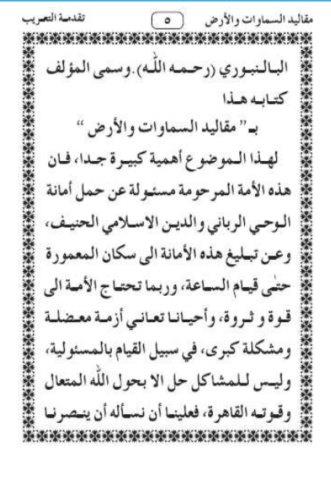 مقاليد السماوات والأرض ٥ تقدمة التعريب
البالنبوري (رحمه الله). وسمى المؤلف
كتابه هذا
بـ" مقاليد السماوات والأرض "
لهذا الموضوع أهمية كبيرة جدا، فان
هذه الأمة المرحومة مسئولة عن حمل أمانة
الوحي الرباني والدين الاسلامي الحنيف،
وعن تبليغ هذه الأمانة الى سكان المعمورة
حتى قيام الساعة، وربما تحتاج الأمة الى
قوة و ثروة، وأحيانا تعاني أزمة معضلة
ومشكلة كبرى، في سبيل القيام بالمسئولية،
وليس للمشاكل حل الا بحول الله المتعال
وقوته القاهرة، فعلينا أن نسأله أن ينصرنا